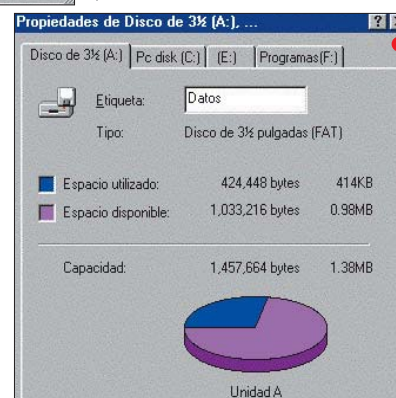 Propiedades de Disco de 3½ (A:), ...
Disco de 3½ (A:) Pc disk (C:) (E:) Programas(F:)
Etiqueta: Datos
Tipo: Disco de 3½ pulgadas (FAT)
Espacio utilizado: 424,448 bytes 414KB
Espacio disponible: 1,033,216 bytes 0.98MB
Capacidad: 1,457,664 bytes 1.38MB
Unidad A